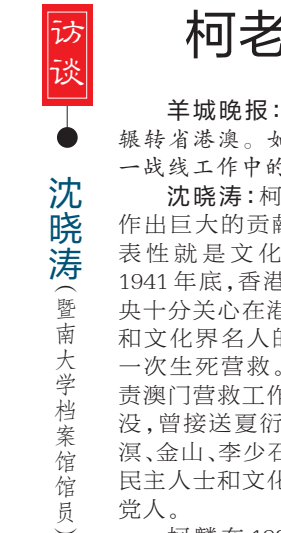 访谈
沈晓涛（暨南大学档案馆馆员）
柯老
羊城晚报：
辗转省港澳。如
一战线工作中的
沈晓涛：柯
作出巨大的贡献
表性就是文化
1941年底，香港
央十分关心在港
和文化界名人的
一次生死营救。
责澳门营救工作
没，曾接送夏衍
溟、金山、李少石
民主人士和文化
党人。
柯麟在 19